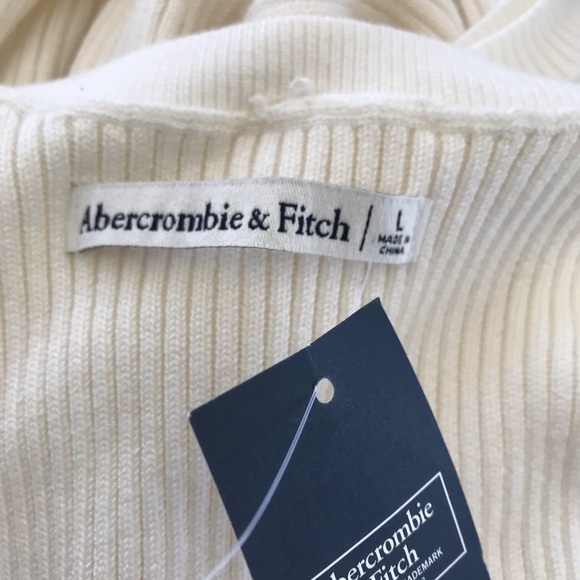 Abercrombie & Fitch / L
MADE IN
CHINA
Abercrombie
Fitch
TRADEMARK